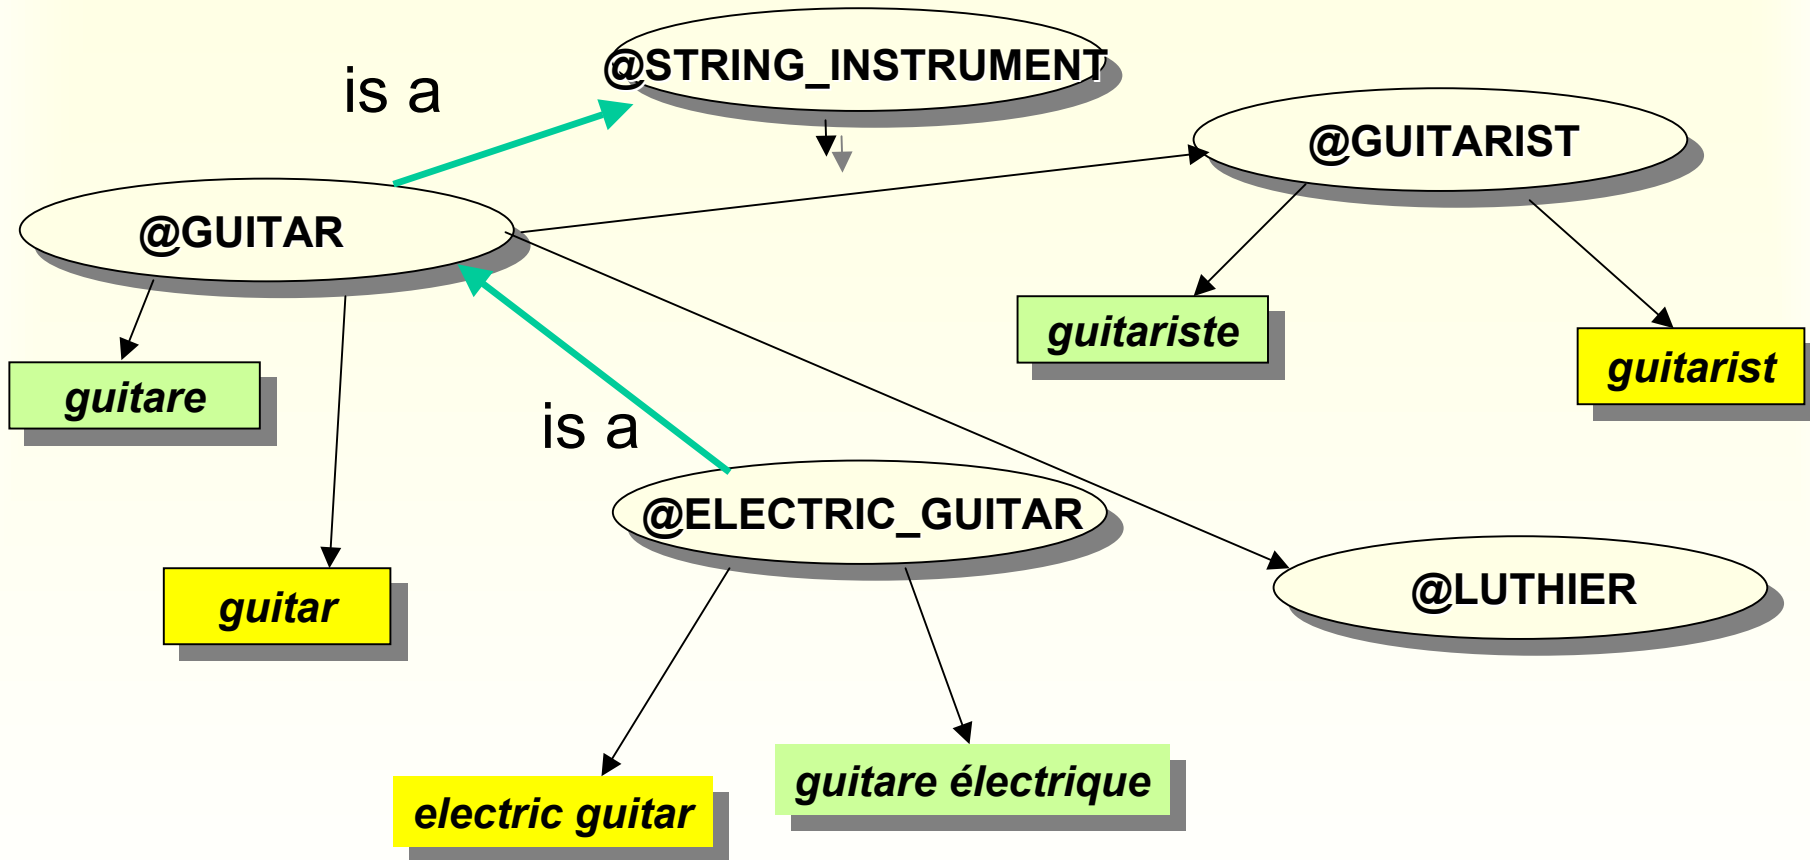 @STRING_INSTRUMENT
is a
@GUITARIST
@GUITAR
guitariste
guitarist
guitare
is a
@ELECTRIC_GUITAR
@LUTHIER
guitar
guitare électrique
electric guitar